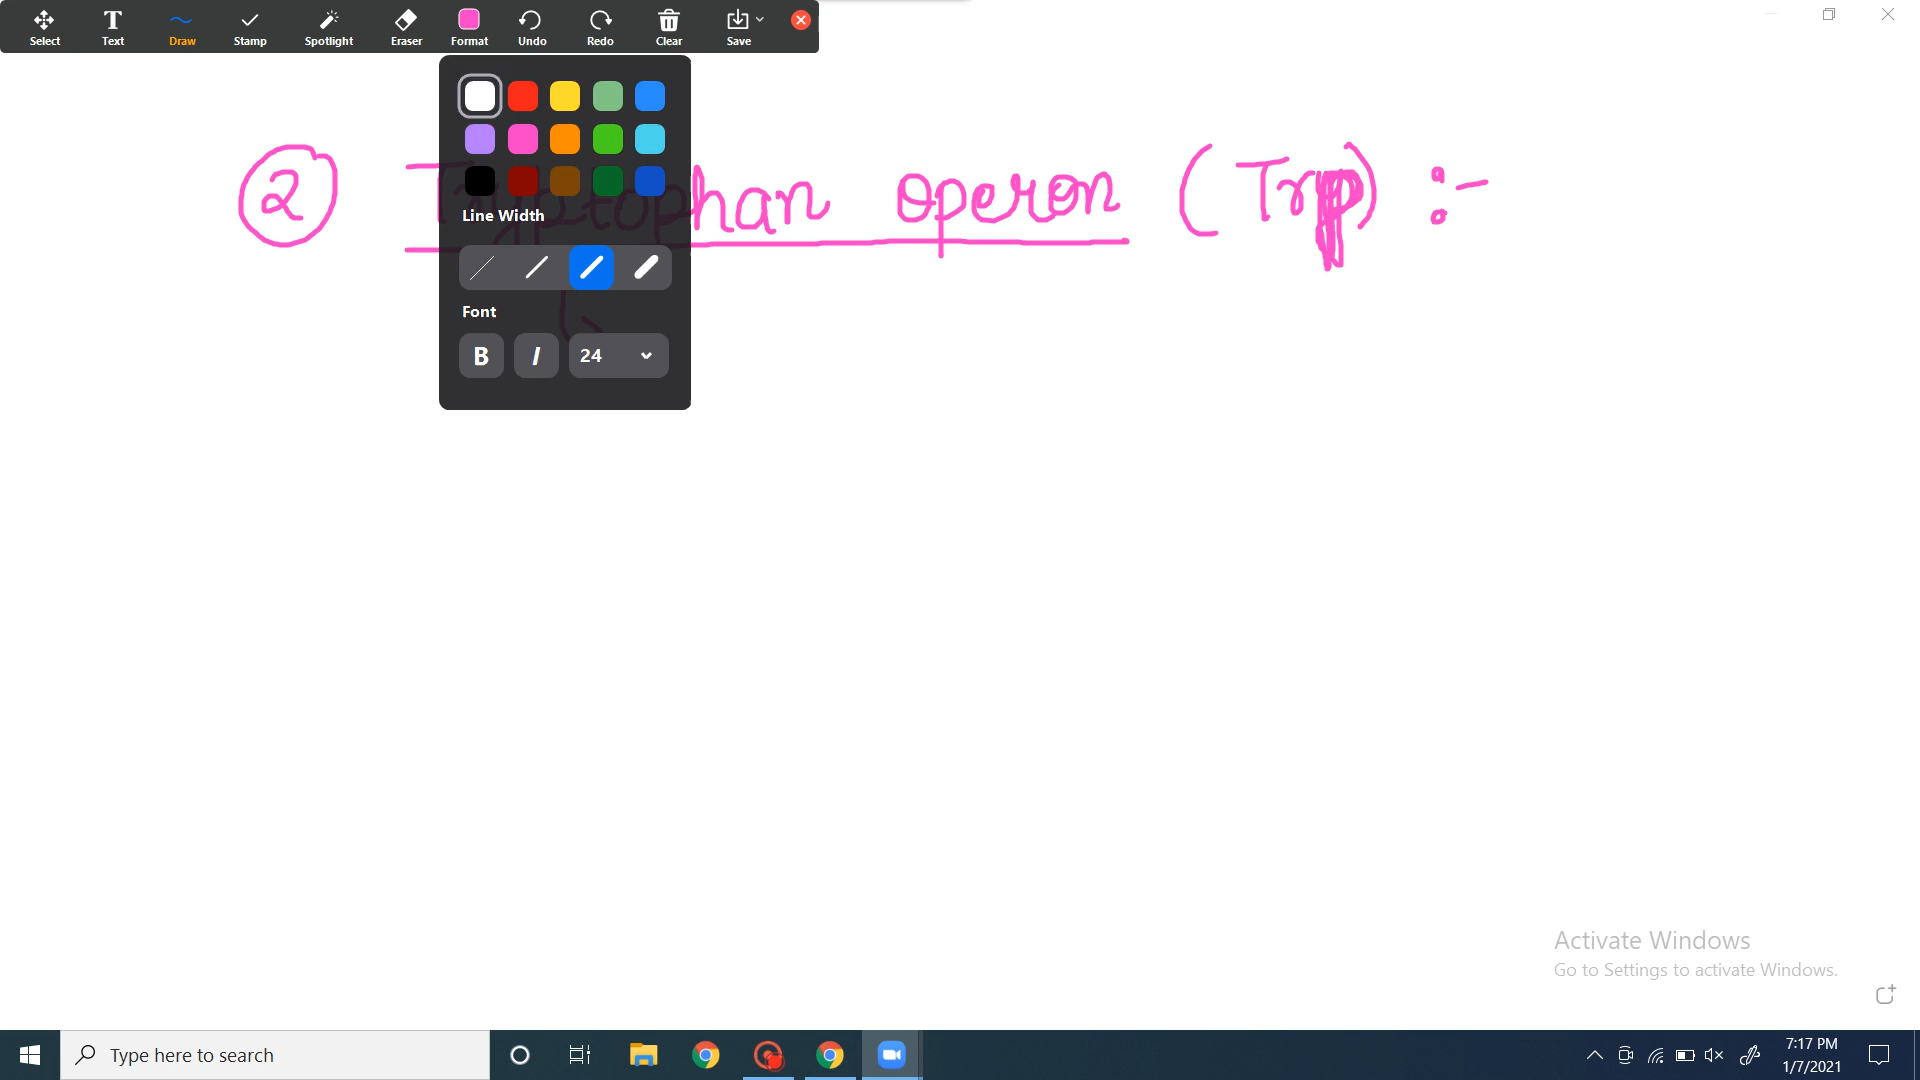 Select Text Draw Stamp Spotlight Eraser Format Undo Redo Clear Save
② Tryptophan operon (Trp) :-
Line Width
Font
B I 24
Activate Windows
Go to Settings to activate Windows.
Type here to search
7:17 PM
1/7/2021